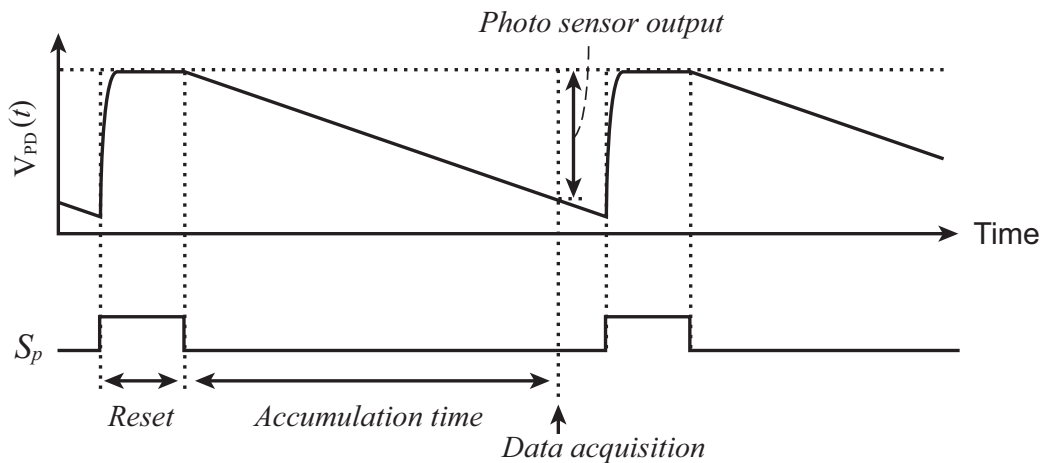 Photo sensor output
V_PD(t)
Time
S_p
Reset
Accumulation time
Data acquisition